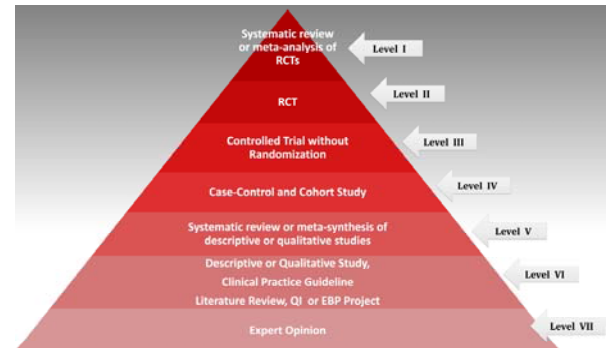 Systematic review
or meta-analysis of
RCTs
Level I
RCT
Level II
Controlled Trial without
Randomization
Level III
Case-Control and Cohort Study
Level IV
Systematic review or meta-synthesis of
descriptive or qualitative studies
Level V
Descriptive or Qualitative Study,
Clinical Practice Guideline
Literature Review, QI or EBP Project
Level VI
Expert Opinion
Level VII